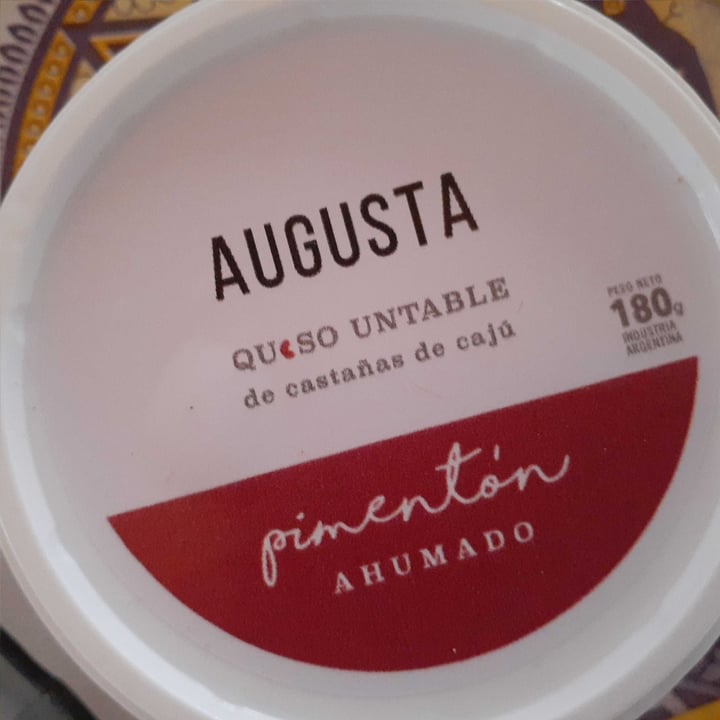 AUGUSTA
QUESO UNTABLE
de castañas de cajú
PESO NETO
180g
INDUSTRIA
ARGENTINA
pimentón
AHUMADO